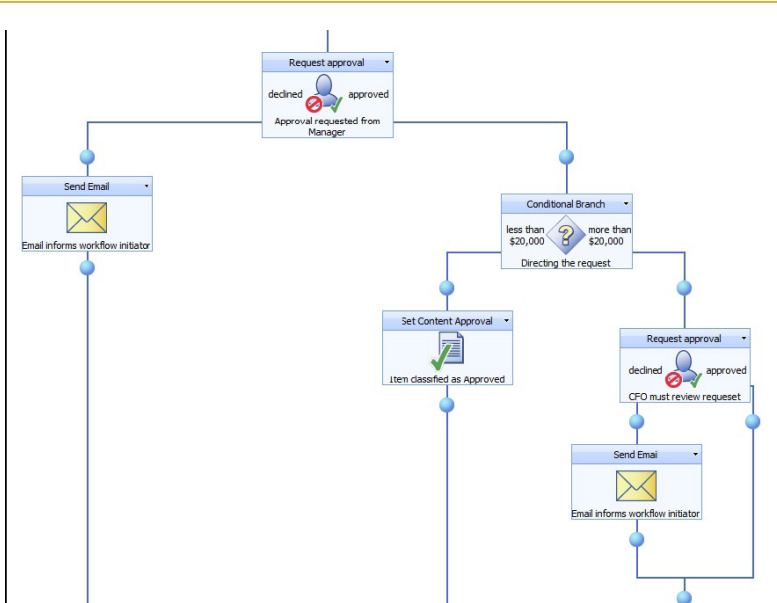 Request approval
declined approved
Approval requested from
Manager
Send Email
Email informs workflow initiator
Conditional Branch
less than more than
$20,000 $20,000
Directing the request
Set Content Approval
Item classified as Approved
Request approval
declined approved
CFO must review requeset
Send Emai
Email informs workflow initiator